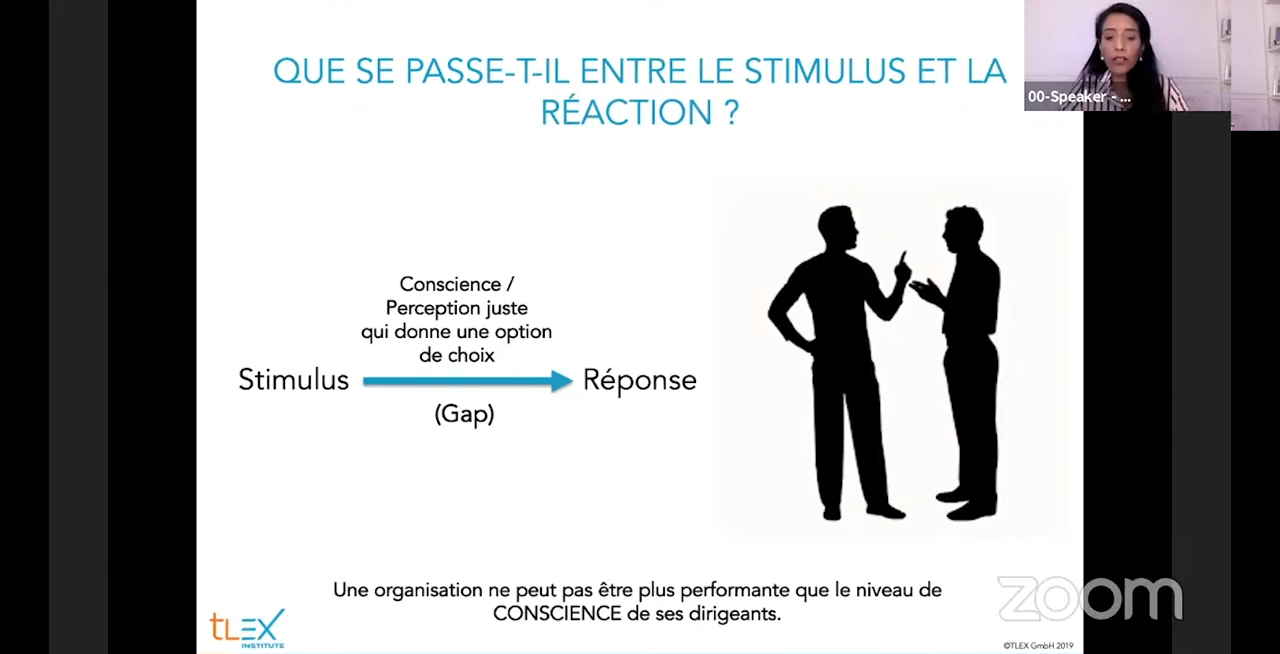 QUE SE PASSE-T-IL ENTRE LE STIMULUS ET LA
RÉACTION ?
00-Speaker - ...
Conscience /
Perception juste
qui donne une option
de choix
Stimulus
Réponse
(Gap)
Une organisation ne peut pas être plus performante que le niveau de
CONSCIENCE de ses dirigeants.
tLEX
INSTITUTE
zoom
©TLEX GmbH 2019